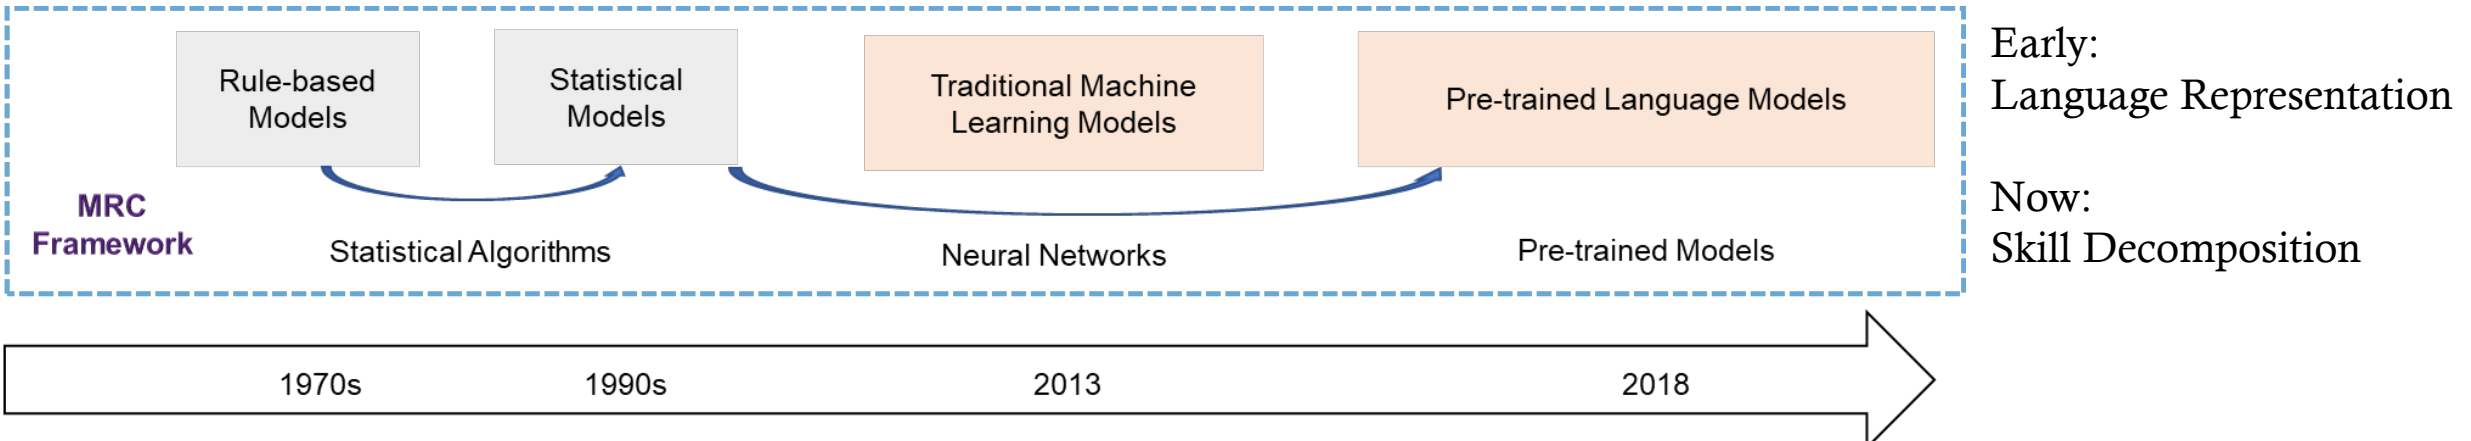 Rule-based
Models
Statistical
Models
Traditional Machine
Learning Models
Pre-trained Language Models
MRC
Framework
Statistical Algorithms
Neural Networks
Pre-trained Models
1970s
1990s
2013
2018
Early:
Language Representation
Now:
Skill Decomposition